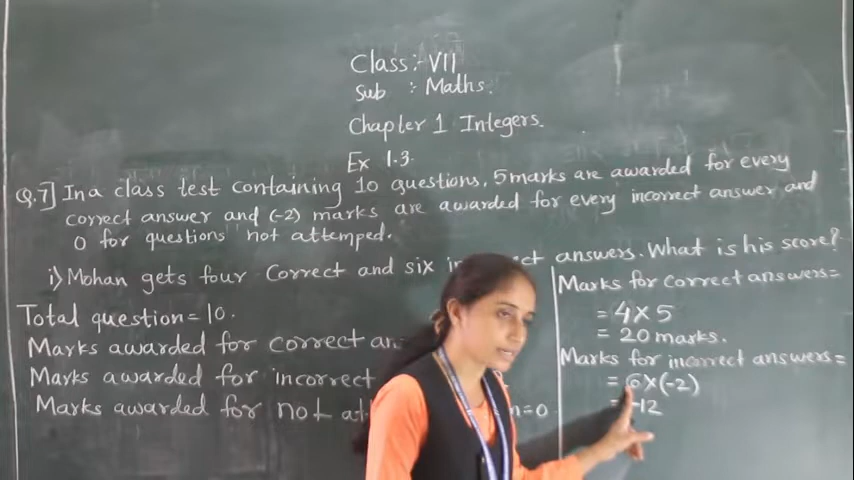 Class:- VII
Sub : Maths.
Chapter 1 Integers.
Ex 1.3.
Q.7] In a class test containing 10 questions, 5 marks are awarded for every
correct answer and (-2) marks are awarded for every incorrect answer and
0 for questions not attemped.
i) Mohan gets four Correct and six in answers. What is his score?
Total question = 10.
Marks awarded for correct an
Marks awarded for incorrect
Marks awarded for not at =0
Marks for correct answers=
= 4 X 5
= 20 marks.
Marks for incorrect answers=
= 6 X (-2)
= -12